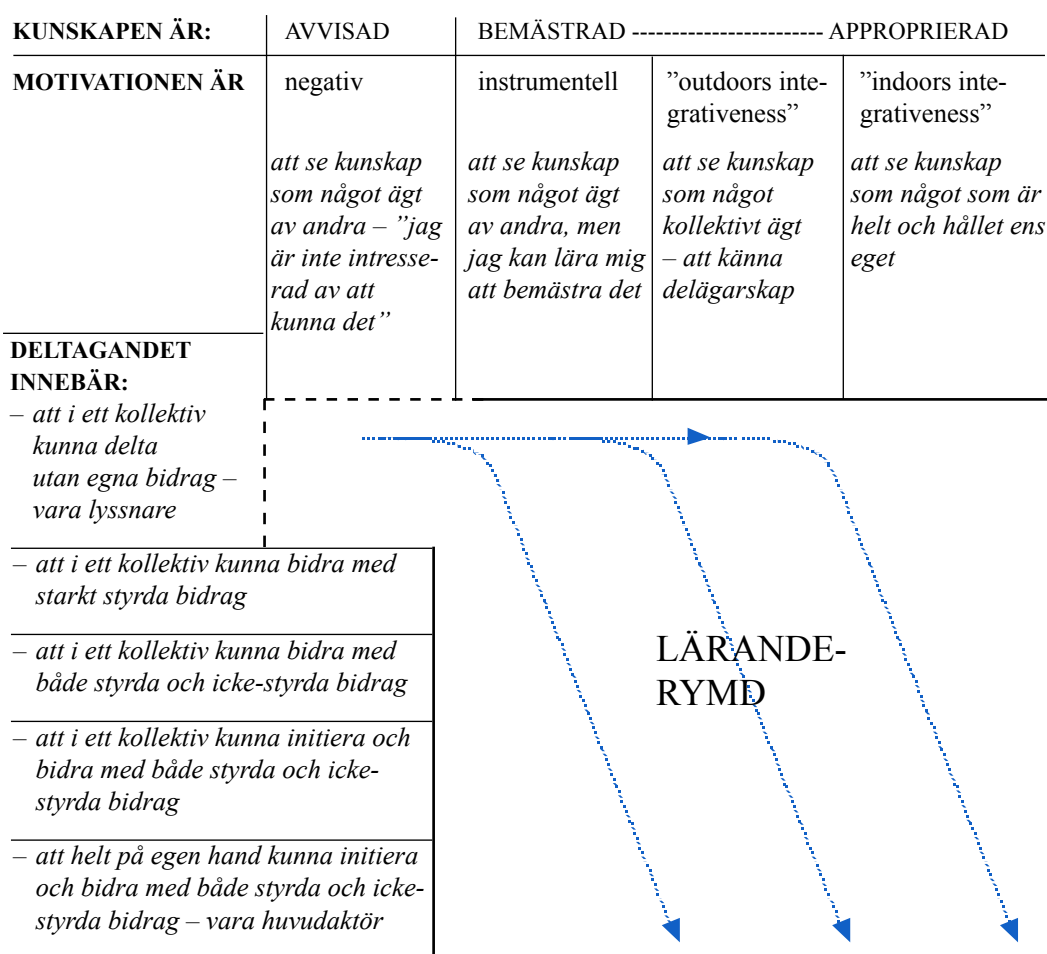 KUNSKAPEN ÄR: AVVISAD BEMÄSTRAD ------------------------ APPROPRIERAD
MOTIVATIONEN ÄR
negativ
att se kunskap
som något ägt
av andra – ”jag
är inte intresse-
rad av att
kunna det”
instrumentell
att se kunskap
som något ägt
av andra, men
jag kan lära mig
att bemästra det
”outdoors inte-
grativeness”
att se kunskap
som något
kollektivt ägt
– att känna
delägarskap
”indoors inte-
grativeness”
att se kunskap
som något som är
helt och hållet ens
eget
DELTAGANDET
INNEBÄR:
– att i ett kollektiv
kunna delta
utan egna bidrag –
vara lyssnare
– att i ett kollektiv kunna bidra med
starkt styrda bidrag
– att i ett kollektiv kunna bidra med
både styrda och icke-styrda bidrag
– att i ett kollektiv kunna initiera och
bidra med både styrda och icke-
styrda bidrag
– att helt på egen hand kunna initiera
och bidra med både styrda och icke-
styrda bidrag – vara huvudaktör
LÄRANDE-
RYMD